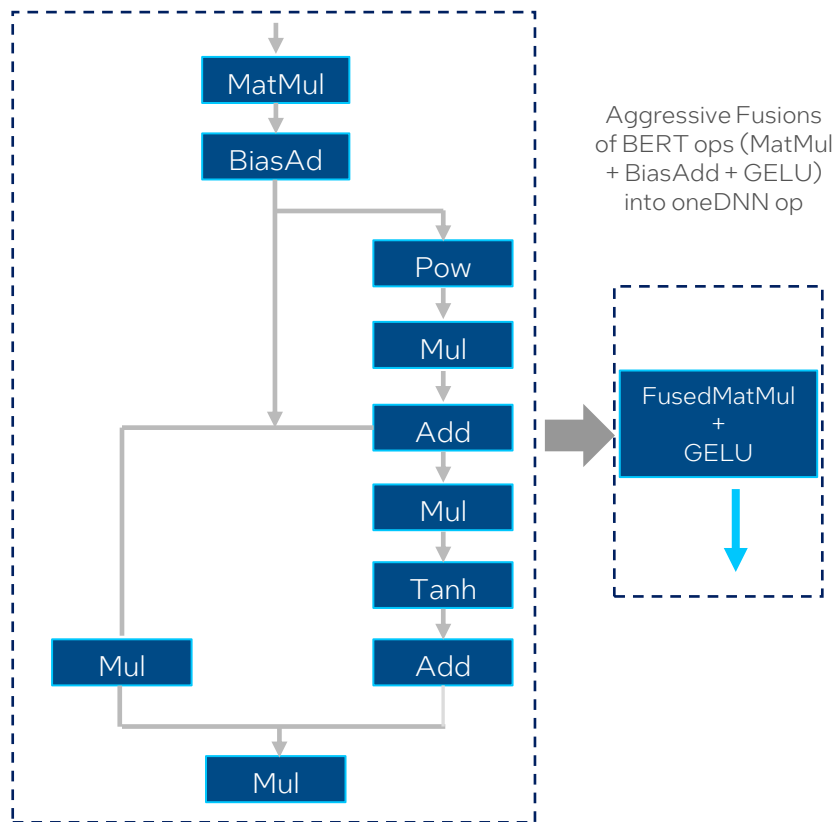 MatMul
BiasAd
Pow
Mul
Add
Mul
Tanh
Mul
Add
Mul
Aggressive Fusions
of BERT ops (MatMul
+ BiasAdd + GELU)
into oneDNN op
FusedMatMul
+
GELU